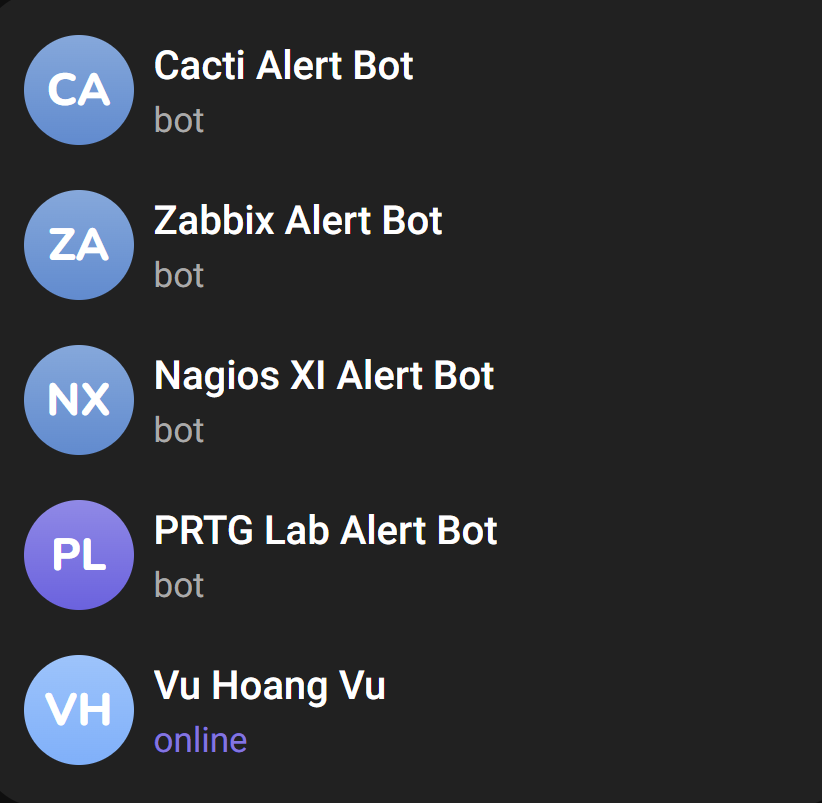 CA
Cacti Alert Bot
bot
ZA
Zabbix Alert Bot
bot
NX
Nagios XI Alert Bot
bot
PL
PRTG Lab Alert Bot
bot
VH
Vu Hoang Vu
online